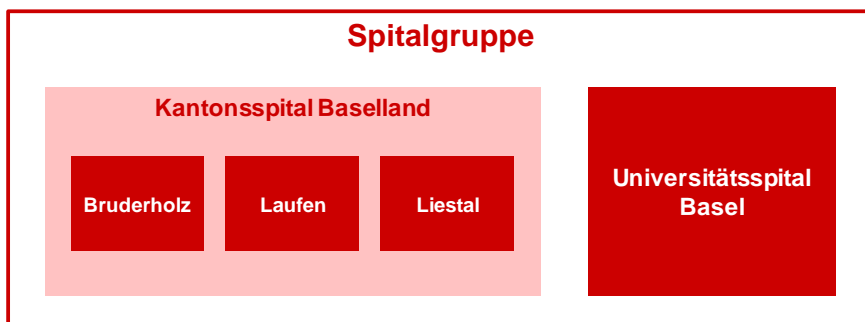 Spitalgruppe
Kantonsspital Baselland
Bruderholz
Laufen
Liestal
Universitätsspital
Basel